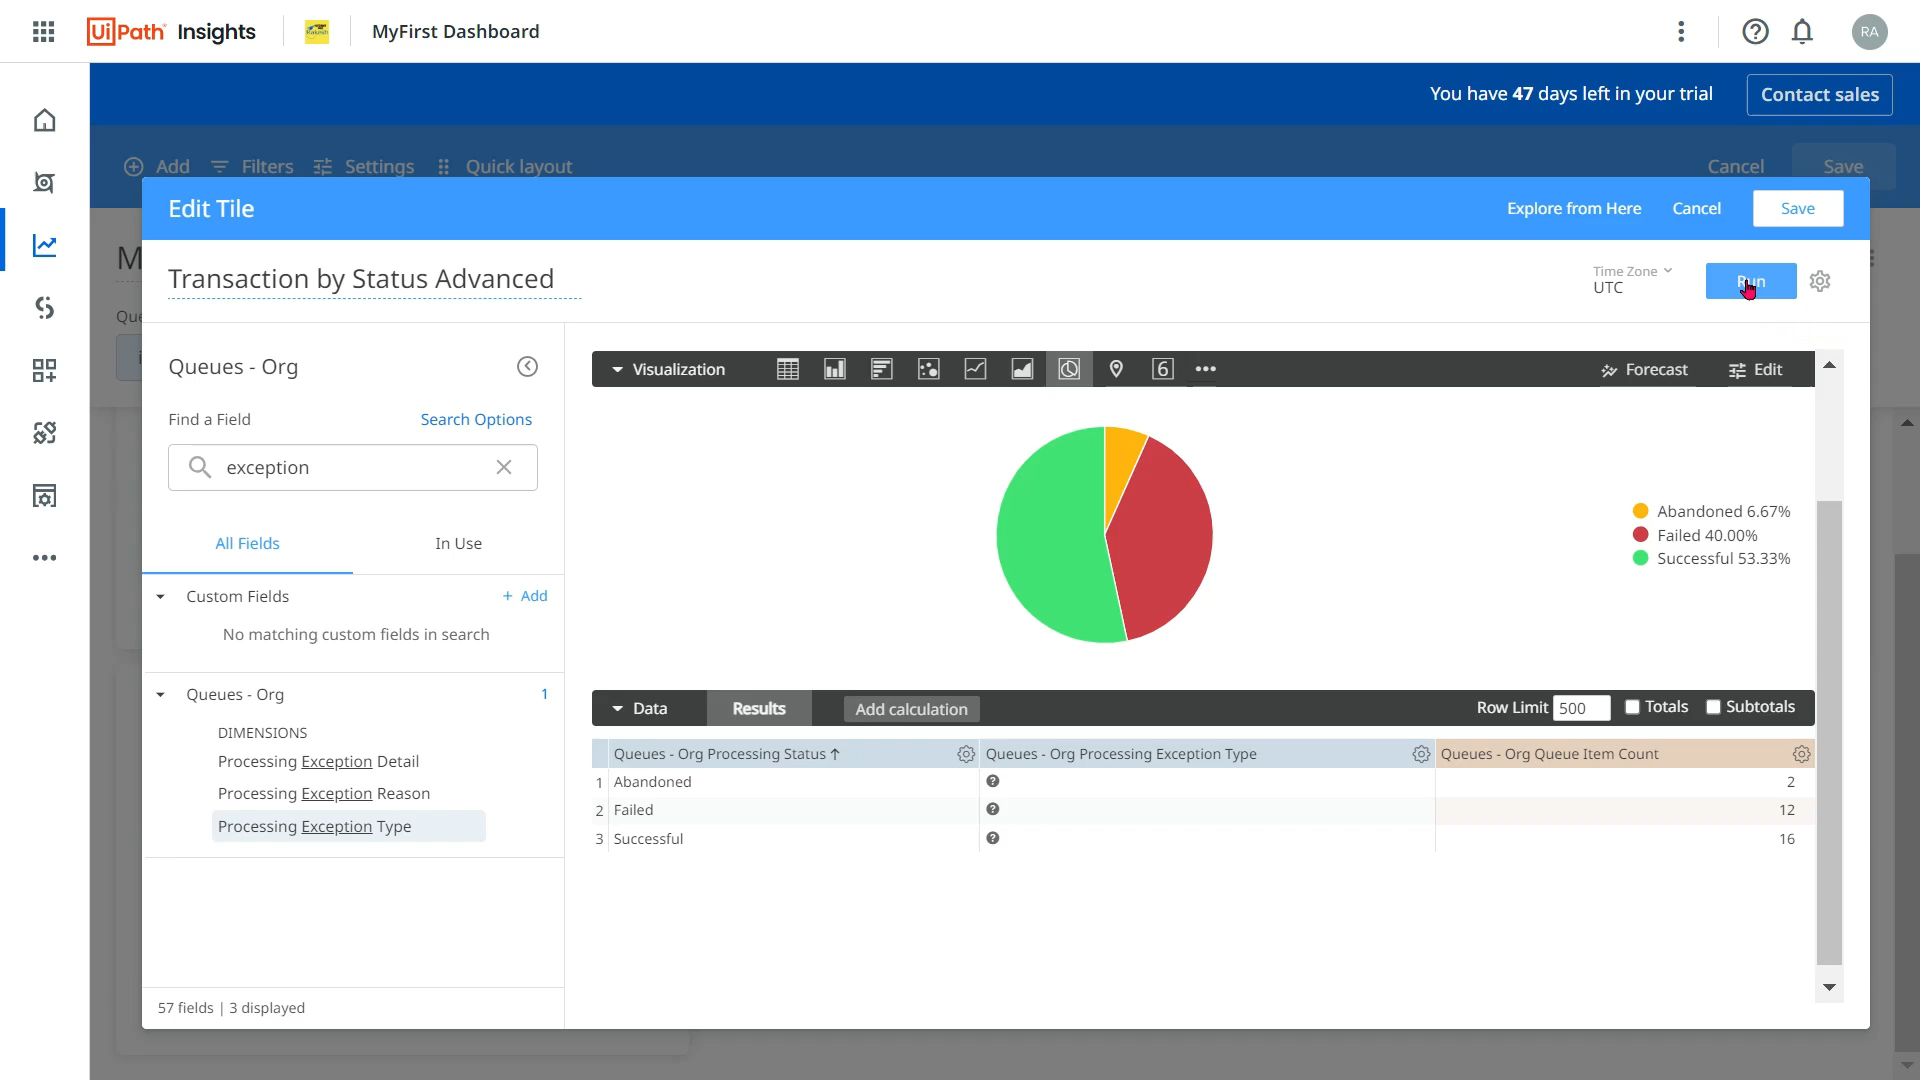 UiPath Insights
MyFirst Dashboard
RA
You have 47 days left in your trial
Contact sales
Add
Filters
Settings
Quick layout
Cancel
Save
Edit Tile
Explore from Here
Cancel
Save
M
Transaction by Status Advanced
Time Zone
UTC
Run
Que
Queues - Org
Find a Field
Search Options
exception
All Fields
In Use
Custom Fields
+ Add
No matching custom fields in search
Queues - Org
1
DIMENSIONS
Processing Exception Detail
Processing Exception Reason
Processing Exception Type
57 fields | 3 displayed
Visualization
6
Forecast
Edit
Abandoned 6.67%
Failed 40.00%
Successful 53.33%
Data
Results
Add calculation
Row Limit 500
Totals
Subtotals
Queues - Org Processing Status ↑
Queues - Org Processing Exception Type
Queues - Org Queue Item Count
1 Abandoned 2
2 Failed 12
3 Successful 16